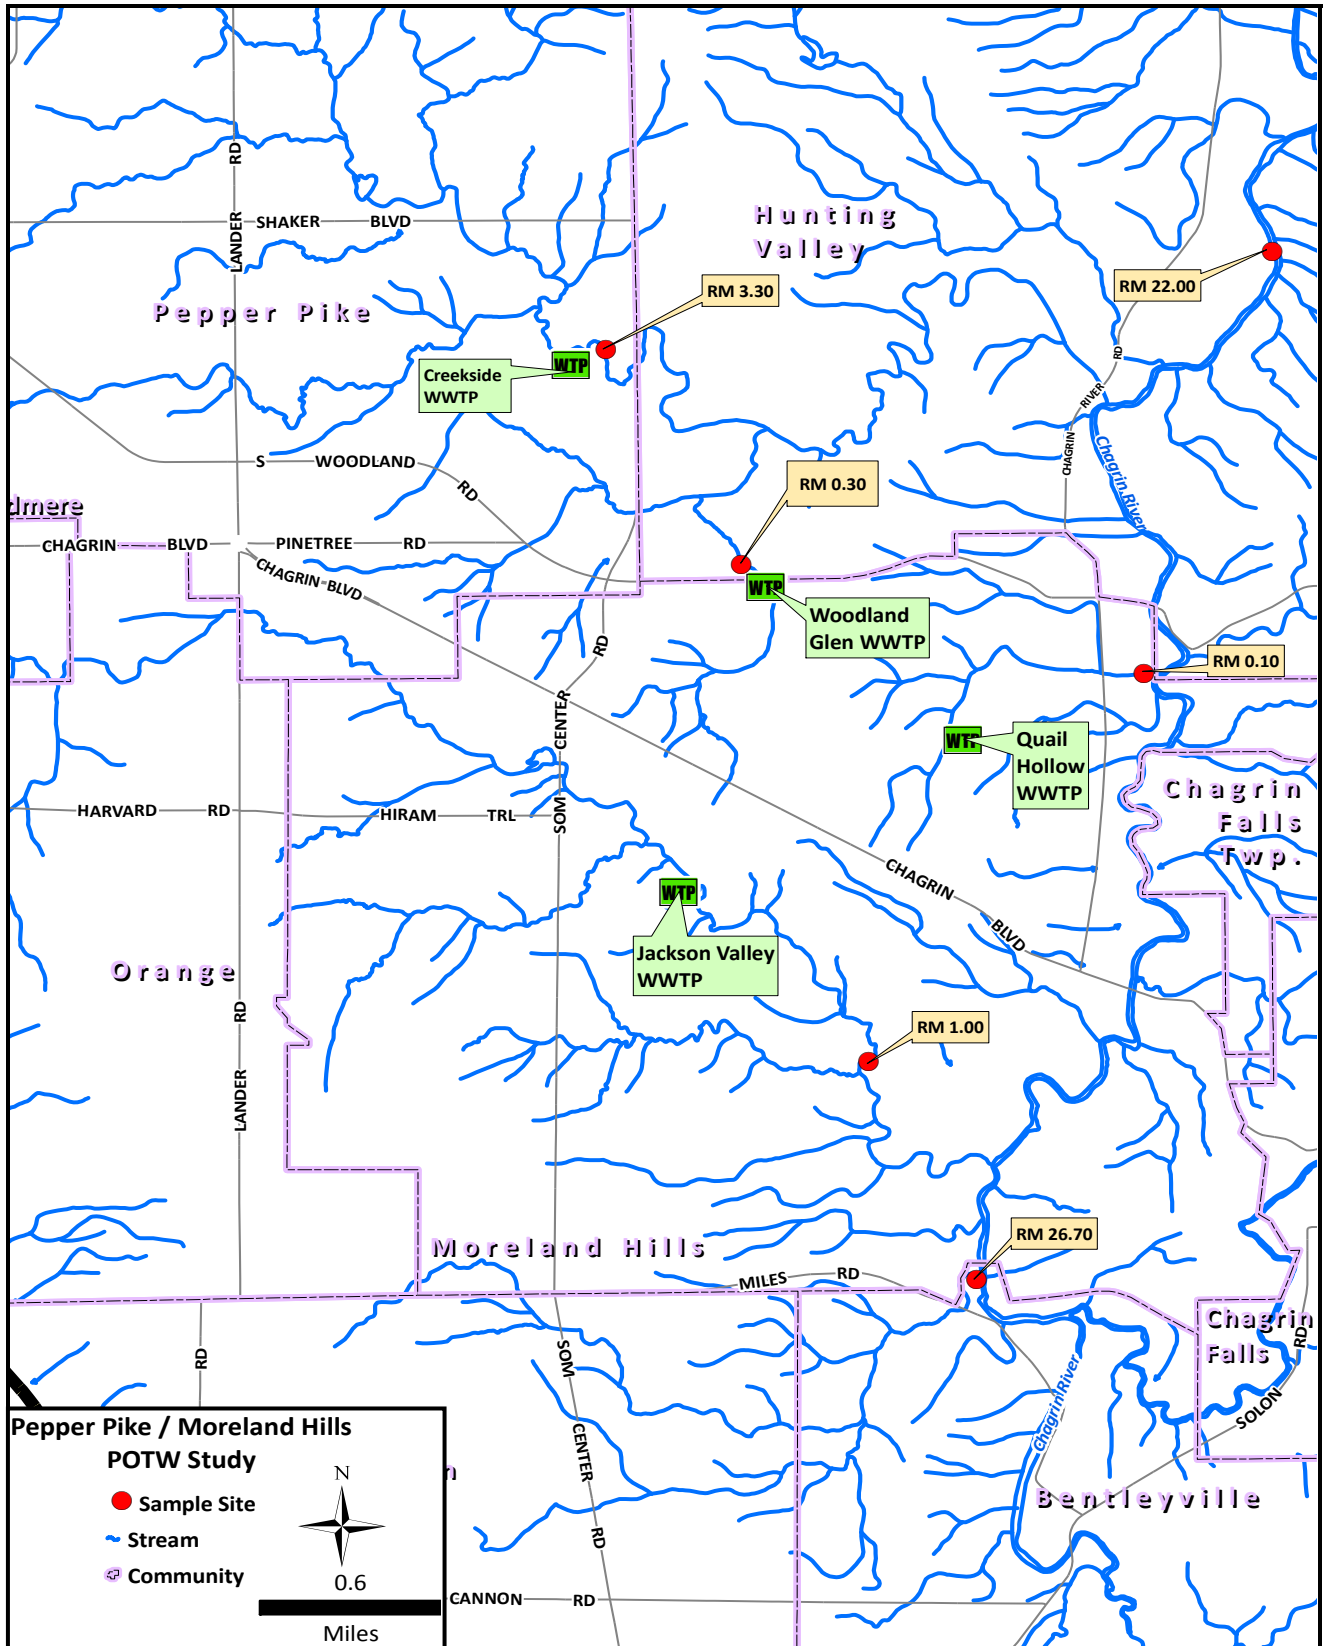 Hunting
Valley
RD
SHAKER BLVD
LANDER
RM 22.00
RM 3.30
Pepper Pike
RD
WTP
Creekside
WWTP
RIVER
CHAGRIN
Chagrin River
S WOODLAND
RD
RM 0.30
dmere
CHAGRIN BLVD
PINETREE RD
CHAGRIN BLVD
WTP
Woodland
Glen WWTP
RD
RM 0.10
SOM CENTER
WTP
Quail
Hollow
WWTP
Chagrin
Falls
Twp.
HARVARD RD
HIRAM TRL
CHAGRIN
BLVD
WTP
Jackson Valley
WWTP
Orange
LANDER RD
RM 1.00
RM 26.70
Moreland Hills
MILES RD
Chagrin
Falls
RD
SOLON
RD
SOM
CENTER
RD
Chagrin River
Bentleyville
Pepper Pike / Moreland Hills
POTW Study
Sample Site
Stream
Community
N
0.6
Miles
n
CANNON RD